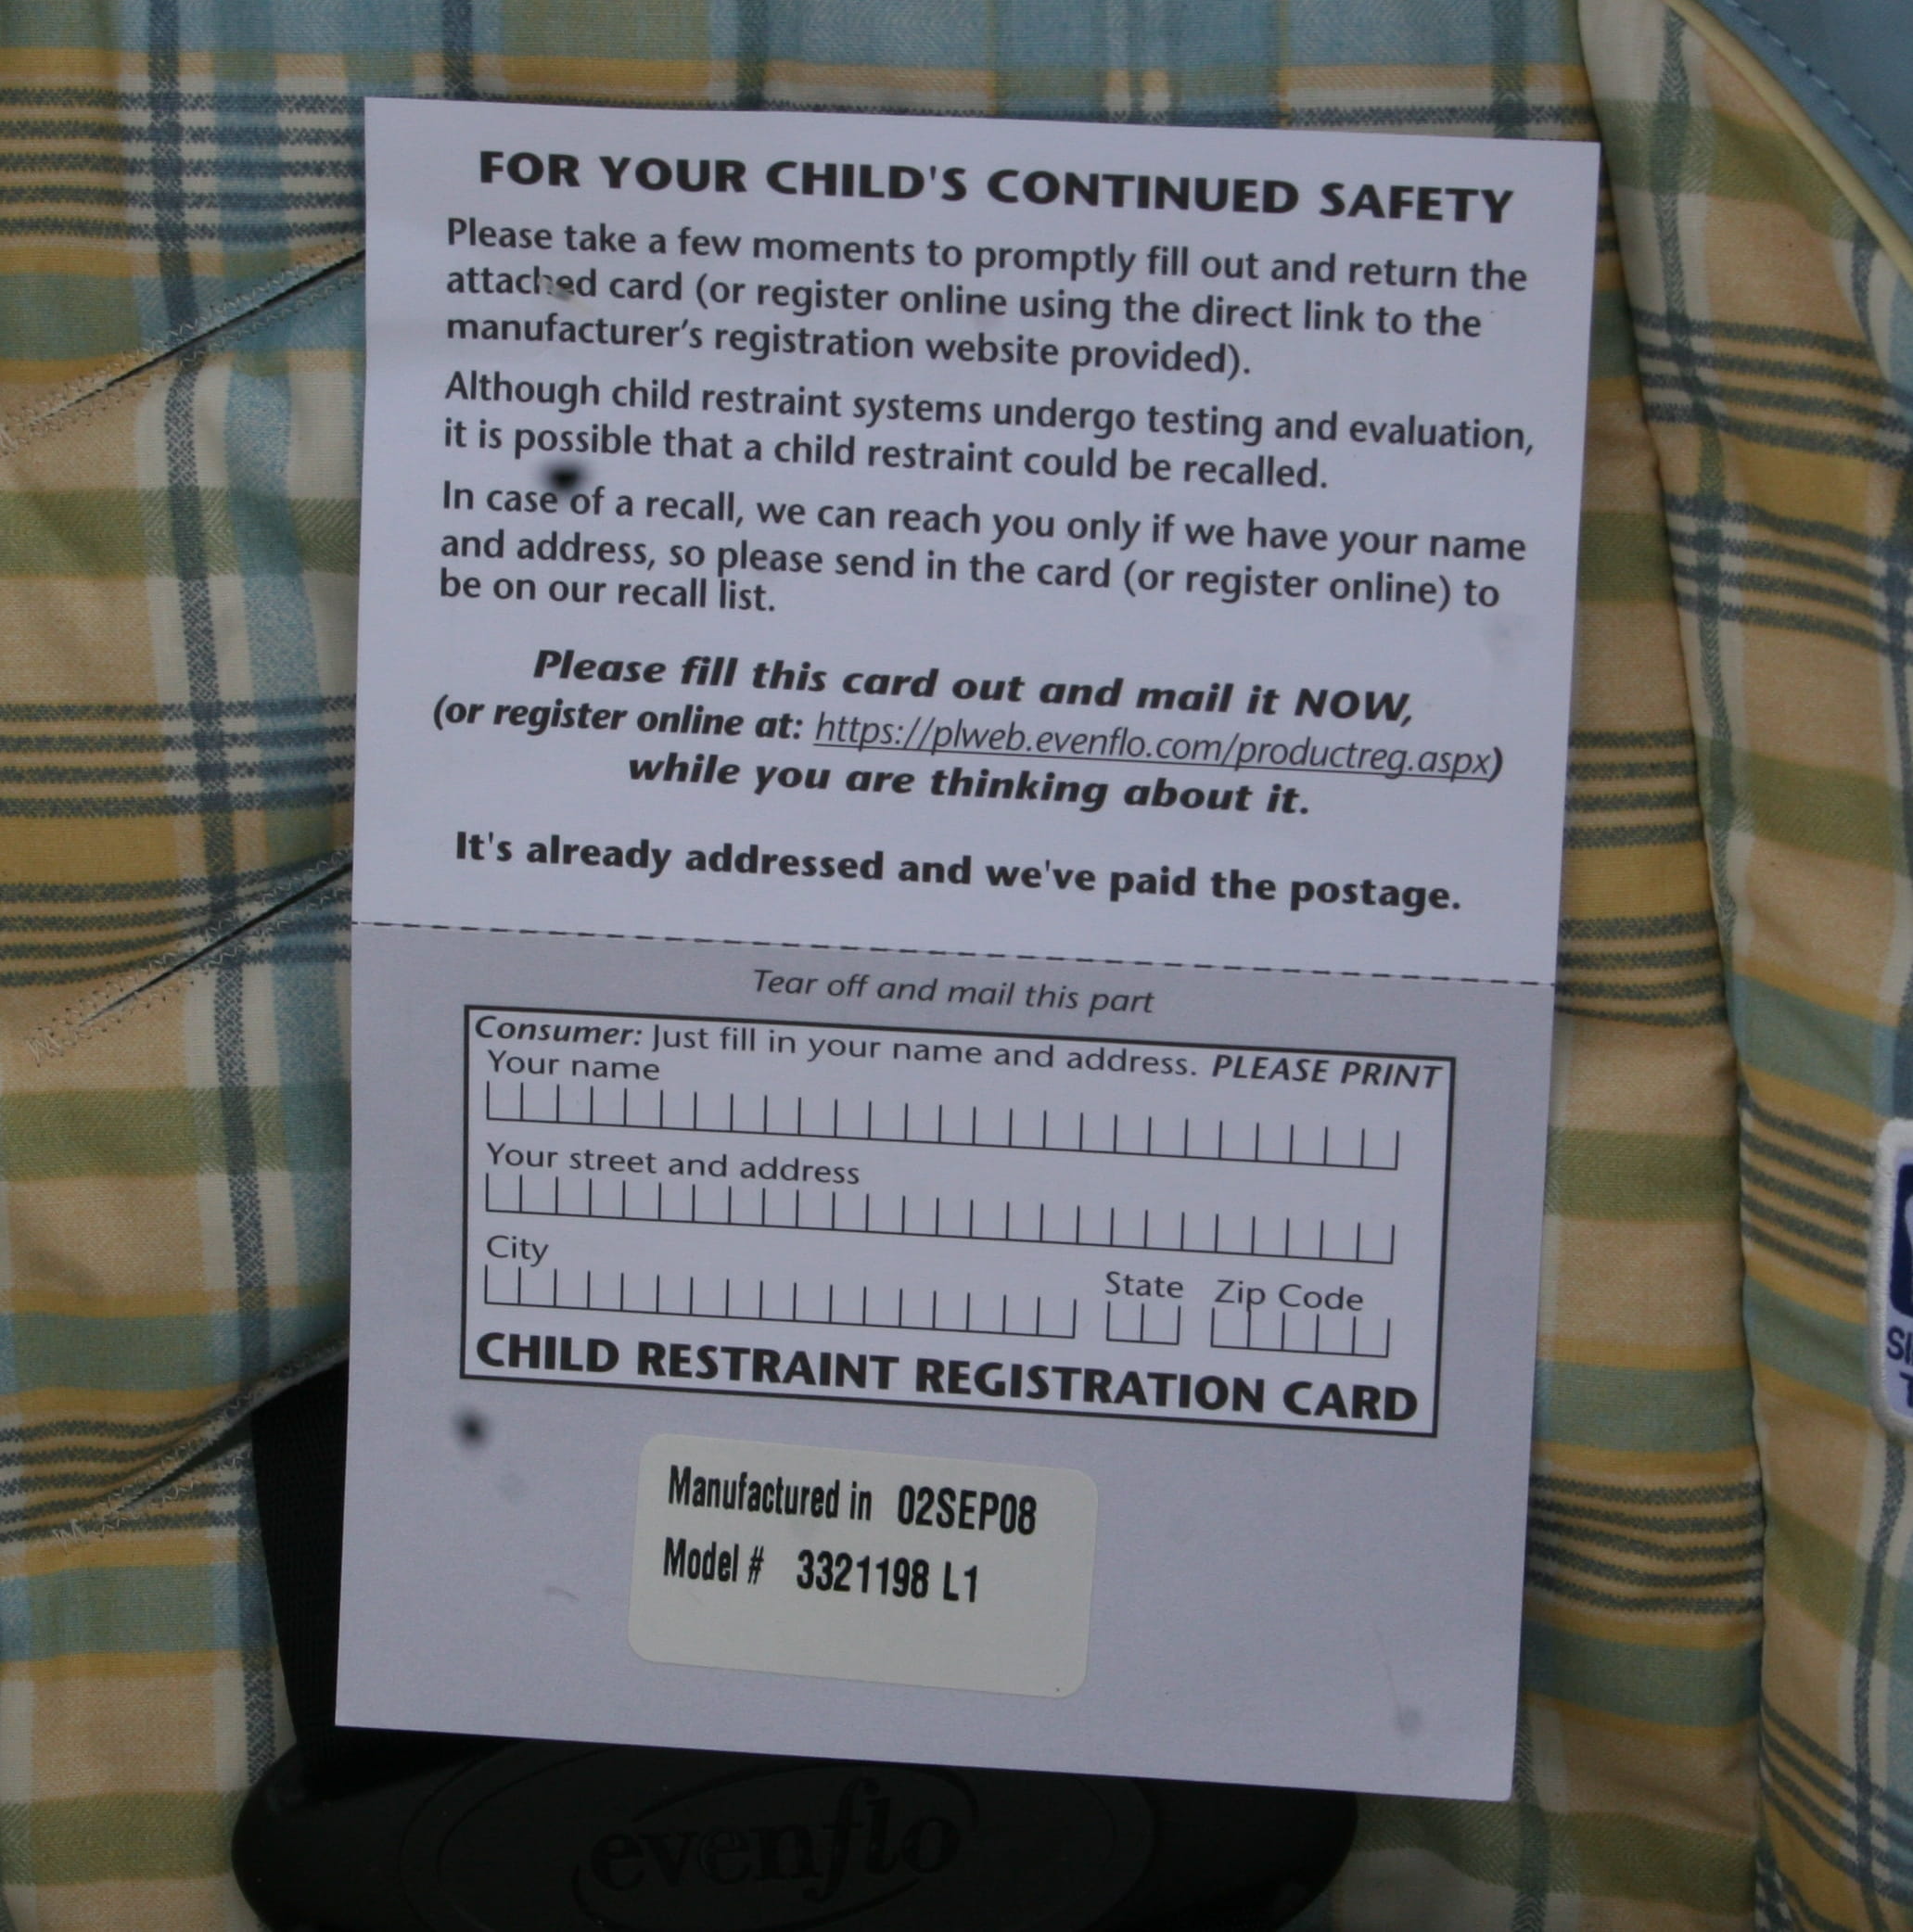 FOR YOUR CHILD'S CONTINUED SAFETY
Please take a few moments to promptly fill out and return the
attached card (or register online using the direct link to the
manufacturer's registration website provided).
Although child restraint systems undergo testing and evaluation,
it is possible that a child restraint could be recalled.
In case of a recall, we can reach you only if we have your name
and address, so please send in the card (or register online) to
be on our recall list.
Please fill this card out and mail it NOW,
(or register online at: https://plweb.evenflo.com/productreg.aspx)
while you are thinking about it.
It's already addressed and we've paid the postage.
Tear off and mail this part
Consumer: Just fill in your name and address. PLEASE PRINT
Your name
Your street and address
City State Zip Code
CHILD RESTRAINT REGISTRATION CARD
Manufactured in 02SEP08
Model # 3321198 L1
evenflo